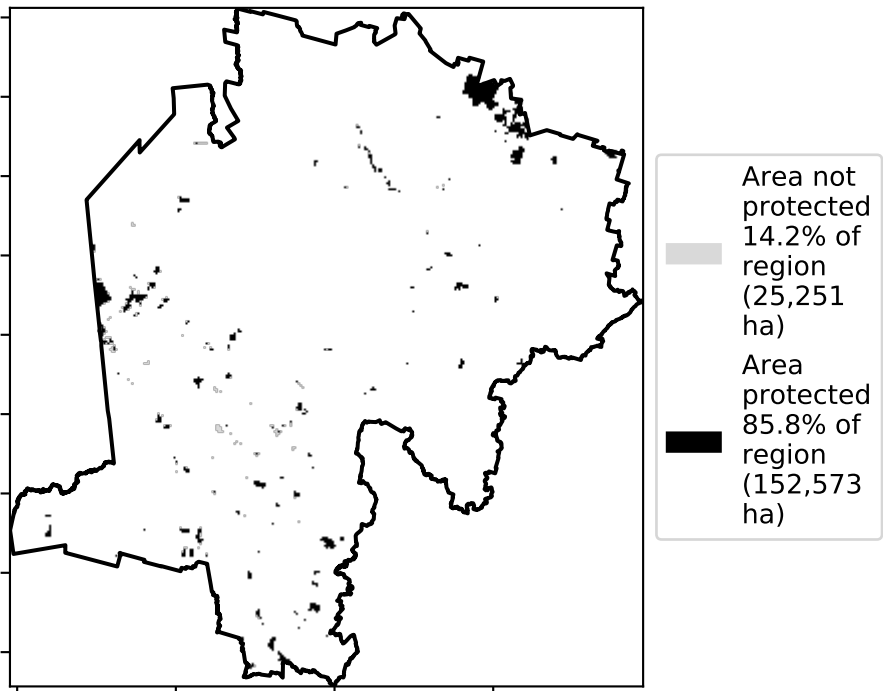 Area not
protected
14.2% of
region
(25,251
ha)
Area
protected
85.8% of
region
(152,573
ha)